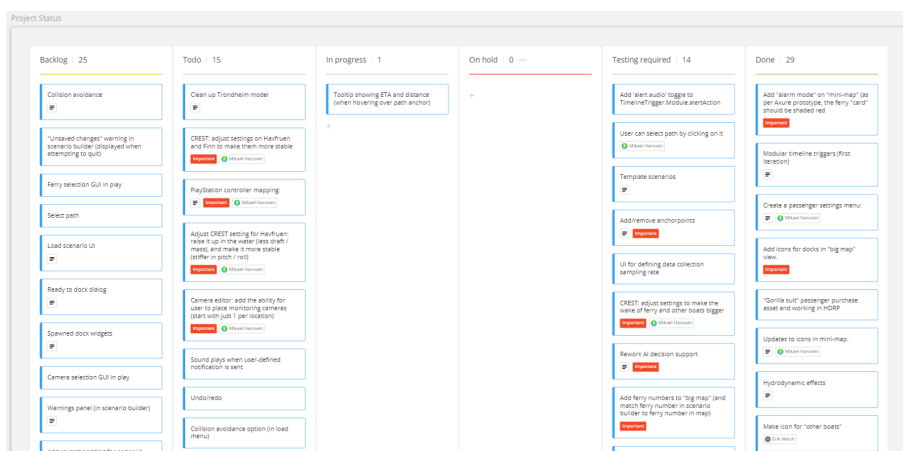 Project Status
Backlog 25
Collision avoidance
"Unsaved changes" warning in
scenario builder (displayed when
attempting to quit)
Ferry selection GUI in play
Select path
Load scenario UI
Ready to dock dialog
Spawned dock widgets
Camera selection GUI in play
Warnings panel (in scenario builder)
Todo 15
Clean up Trondheim model
CREST: adjust settings on Havfruen
and Finn to make them more stable
Important Mikael Hanssen
PlayStation controller mapping:
Important Mikael Hanssen
Adjust CREST setting for Havfruen:
raise it up in the water (less draft /
mass), and make it more stable
(stiffer in pitch / roll)
Important Mikael Hanssen
Camera editor: add the ability for
user to place monitoring cameras
(start with just 1 per location)
Important Mikael Hanssen
Sound plays when user-defined
notification is sent
Undo/redo
Collision avoidance option (in load
menu)
In progress 1
Tooltip showing ETA and distance
(when hovering over path anchor)
+
On hold 0 ...
+
Testing required 14
Add 'alert audio' toggle to
TimelineTrigger.Module.alertAction
User can select path by clicking on it
Mikael Hanssen
Template scenarios
Add/remove anchorpoints
Important
UI for defining data collection
sampling rate
CREST: adjust settings to make the
wake of ferry and other boats bigger
Important Mikael Hanssen
Rework AI decision support
Important
Add ferry numbers to "big map" (and
match ferry number in scenario
builder to ferry number in map)
Important
Done 29
Add "alarm mode" on "mini-map" (as
per Axure prototype, the ferry "card"
should be shaded red
Important
Modular timeline triggers (first
iteration)
Create a passenger settings menu:
Mikael Hanssen
Add icons for docks in "big map"
view.
Important
"Gorilla suit" passenger purchase
asset and working in HDRP
Updates to icons in mini-map:
Mikael Hanssen
Hydrodynamic effects
Make icon for "other boats"
Erik Veitch